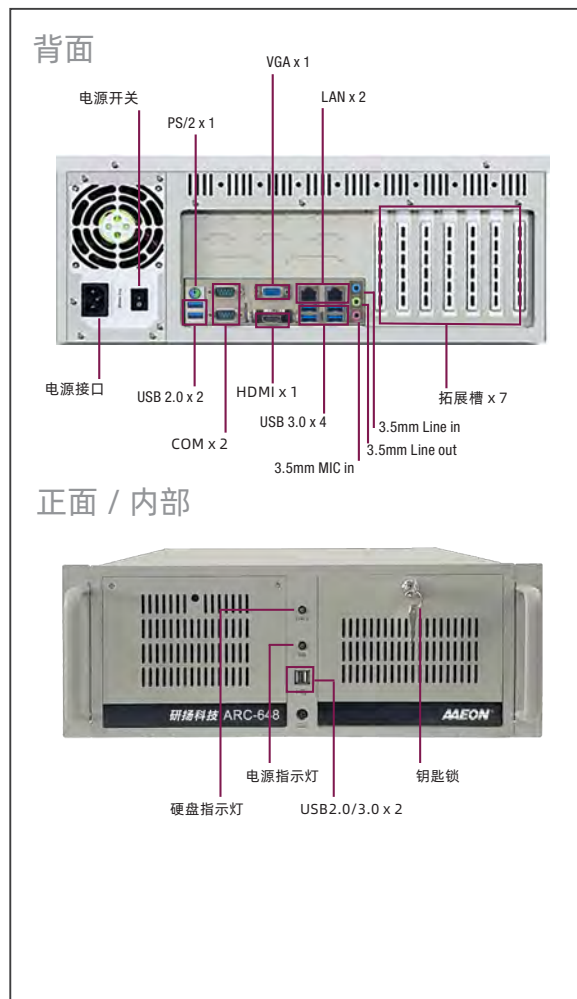 背面
VGA x 1
电源开关
LAN x 2
PS/2 x 1
电源接口
USB 2.0 x 2
HDMI x 1
拓展槽 x 7
USB 3.0 x 4
3.5mm Line in
COM x 2
3.5mm Line out
3.5mm MIC in
正面 / 内部
研扬科技 ARC-648
AAEON
电源指示灯
钥匙锁
硬盘指示灯
USB2.0/3.0 x 2